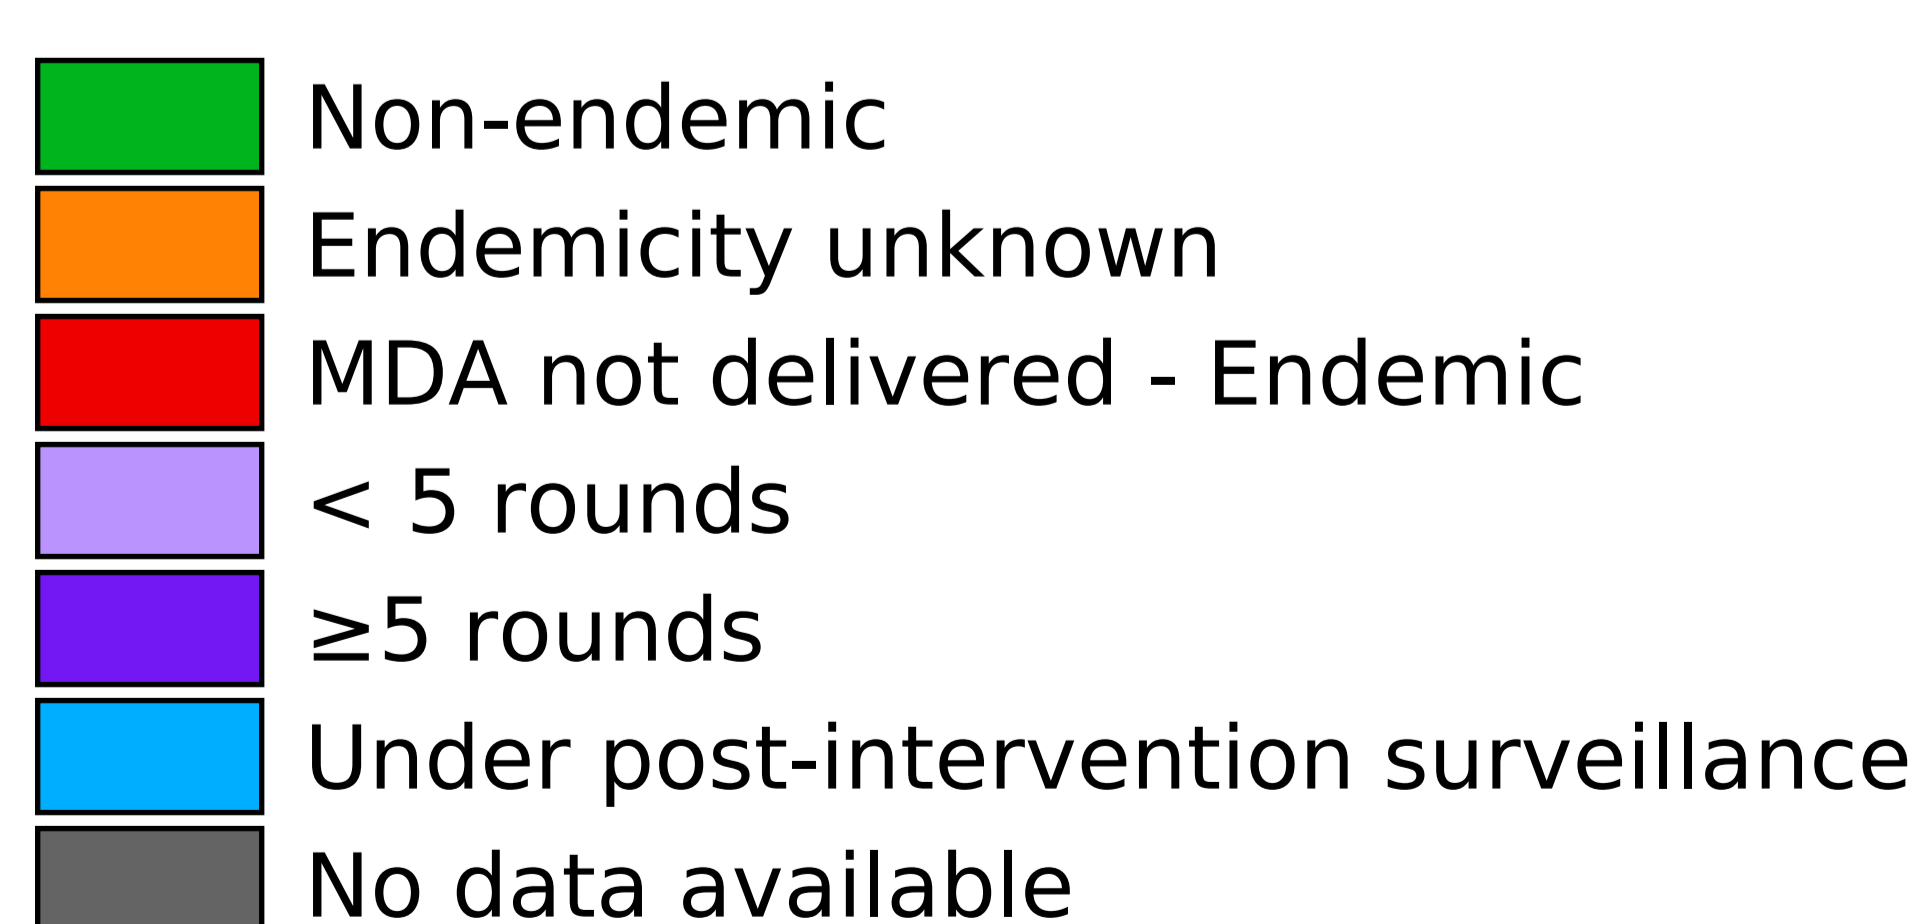 Non-endemic
Endemicity unknown
MDA not delivered - Endemic
< 5 rounds
≥5 rounds
Under post-intervention surveillance
No data available